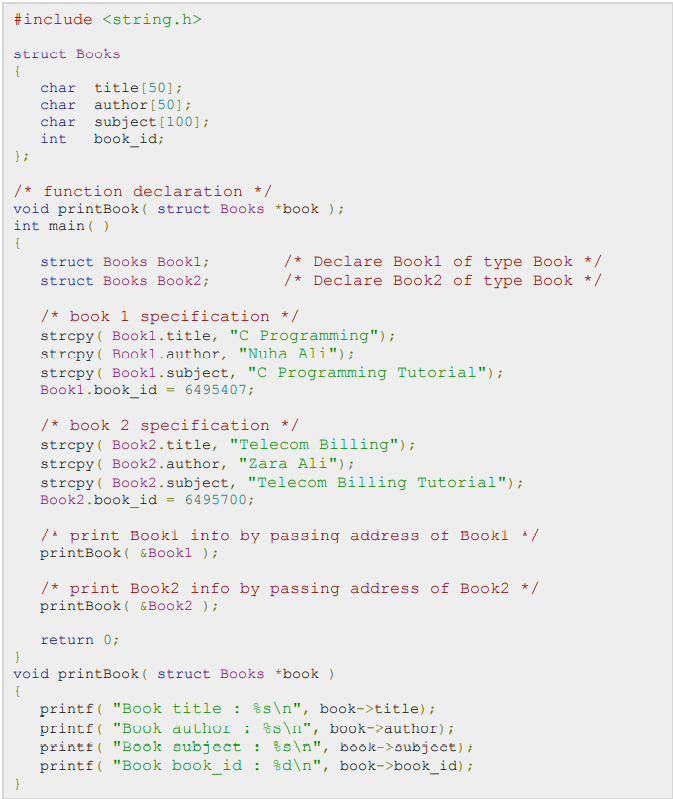 #include <string.h>
struct Books
{
   char  title[50];
   char  author[50];
   char  subject[100];
   int   book_id;
};
/* function declaration */
void printBook( struct Books *book );
int main( )
{
   struct Books Book1;        /* Declare Book1 of type Book */
   struct Books Book2;        /* Declare Book2 of type Book */
   /* book 1 specification */
   strcpy( Book1.title, "C Programming");
   strcpy( Book1.author, "Nuha Ali");
   strcpy( Book1.subject, "C Programming Tutorial");
   Book1.book_id = 6495407;
   /* book 2 specification */
   strcpy( Book2.title, "Telecom Billing");
   strcpy( Book2.author, "Zara Ali");
   strcpy( Book2.subject, "Telecom Billing Tutorial");
   Book2.book_id = 6495700;
   /* print Book1 info by passing address of Book1 */
   printBook( &Book1 );
   /* print Book2 info by passing address of Book2 */
   printBook( &Book2 );
   return 0;
}
void printBook( struct Books *book )
{
   printf( "Book title : %s\n", book->title);
   printf( "Book author : %s\n", book->author);
   printf( "Book subject : %s\n", book->subject);
   printf( "Book book_id : %d\n", book->book_id);
}